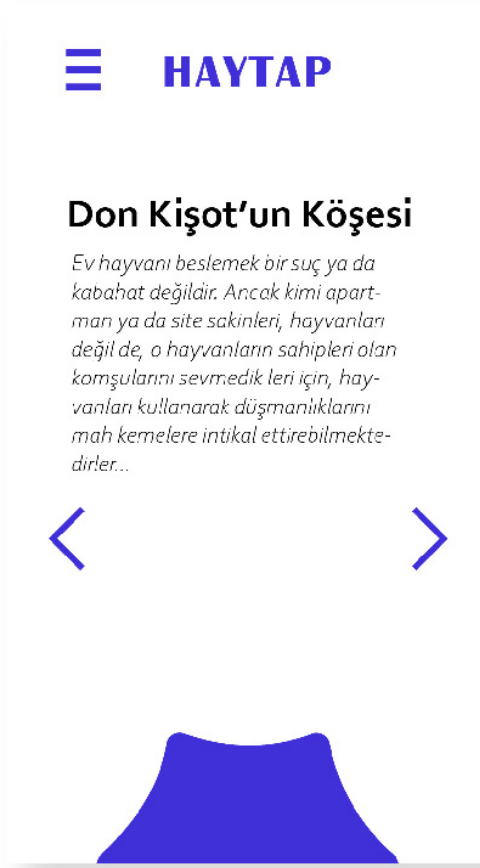 HAYTAP
Don Kişot’un Köşesi
Ev hayvanı beslemek bir suç ya da
kabahat değildir. Ancak kimi apart-
man ya da site sakinleri, hayvanları
değil de, o hayvanların sahipleri olan
komşularını sevmedik leri için, hay-
vanları kullanarak düşmanlıklarını
mah kemelere intikal ettirebilmekte-
dirler...